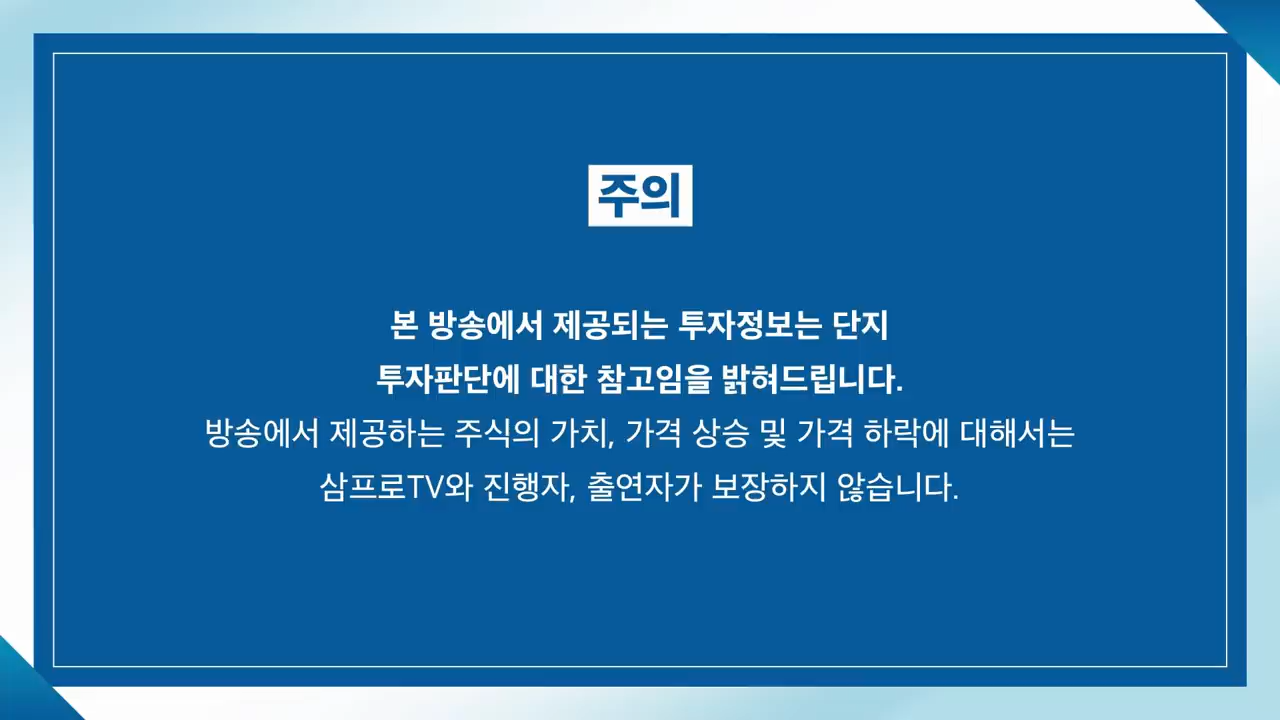 주의
본 방송에서 제공되는 투자정보는 단지
투자판단에 대한 참고임을 밝혀드립니다.
방송에서 제공하는 주식의 가치, 가격 상승 및 가격 하락에 대해서는
삼프로TV와 진행자, 출연자가 보장하지 않습니다.